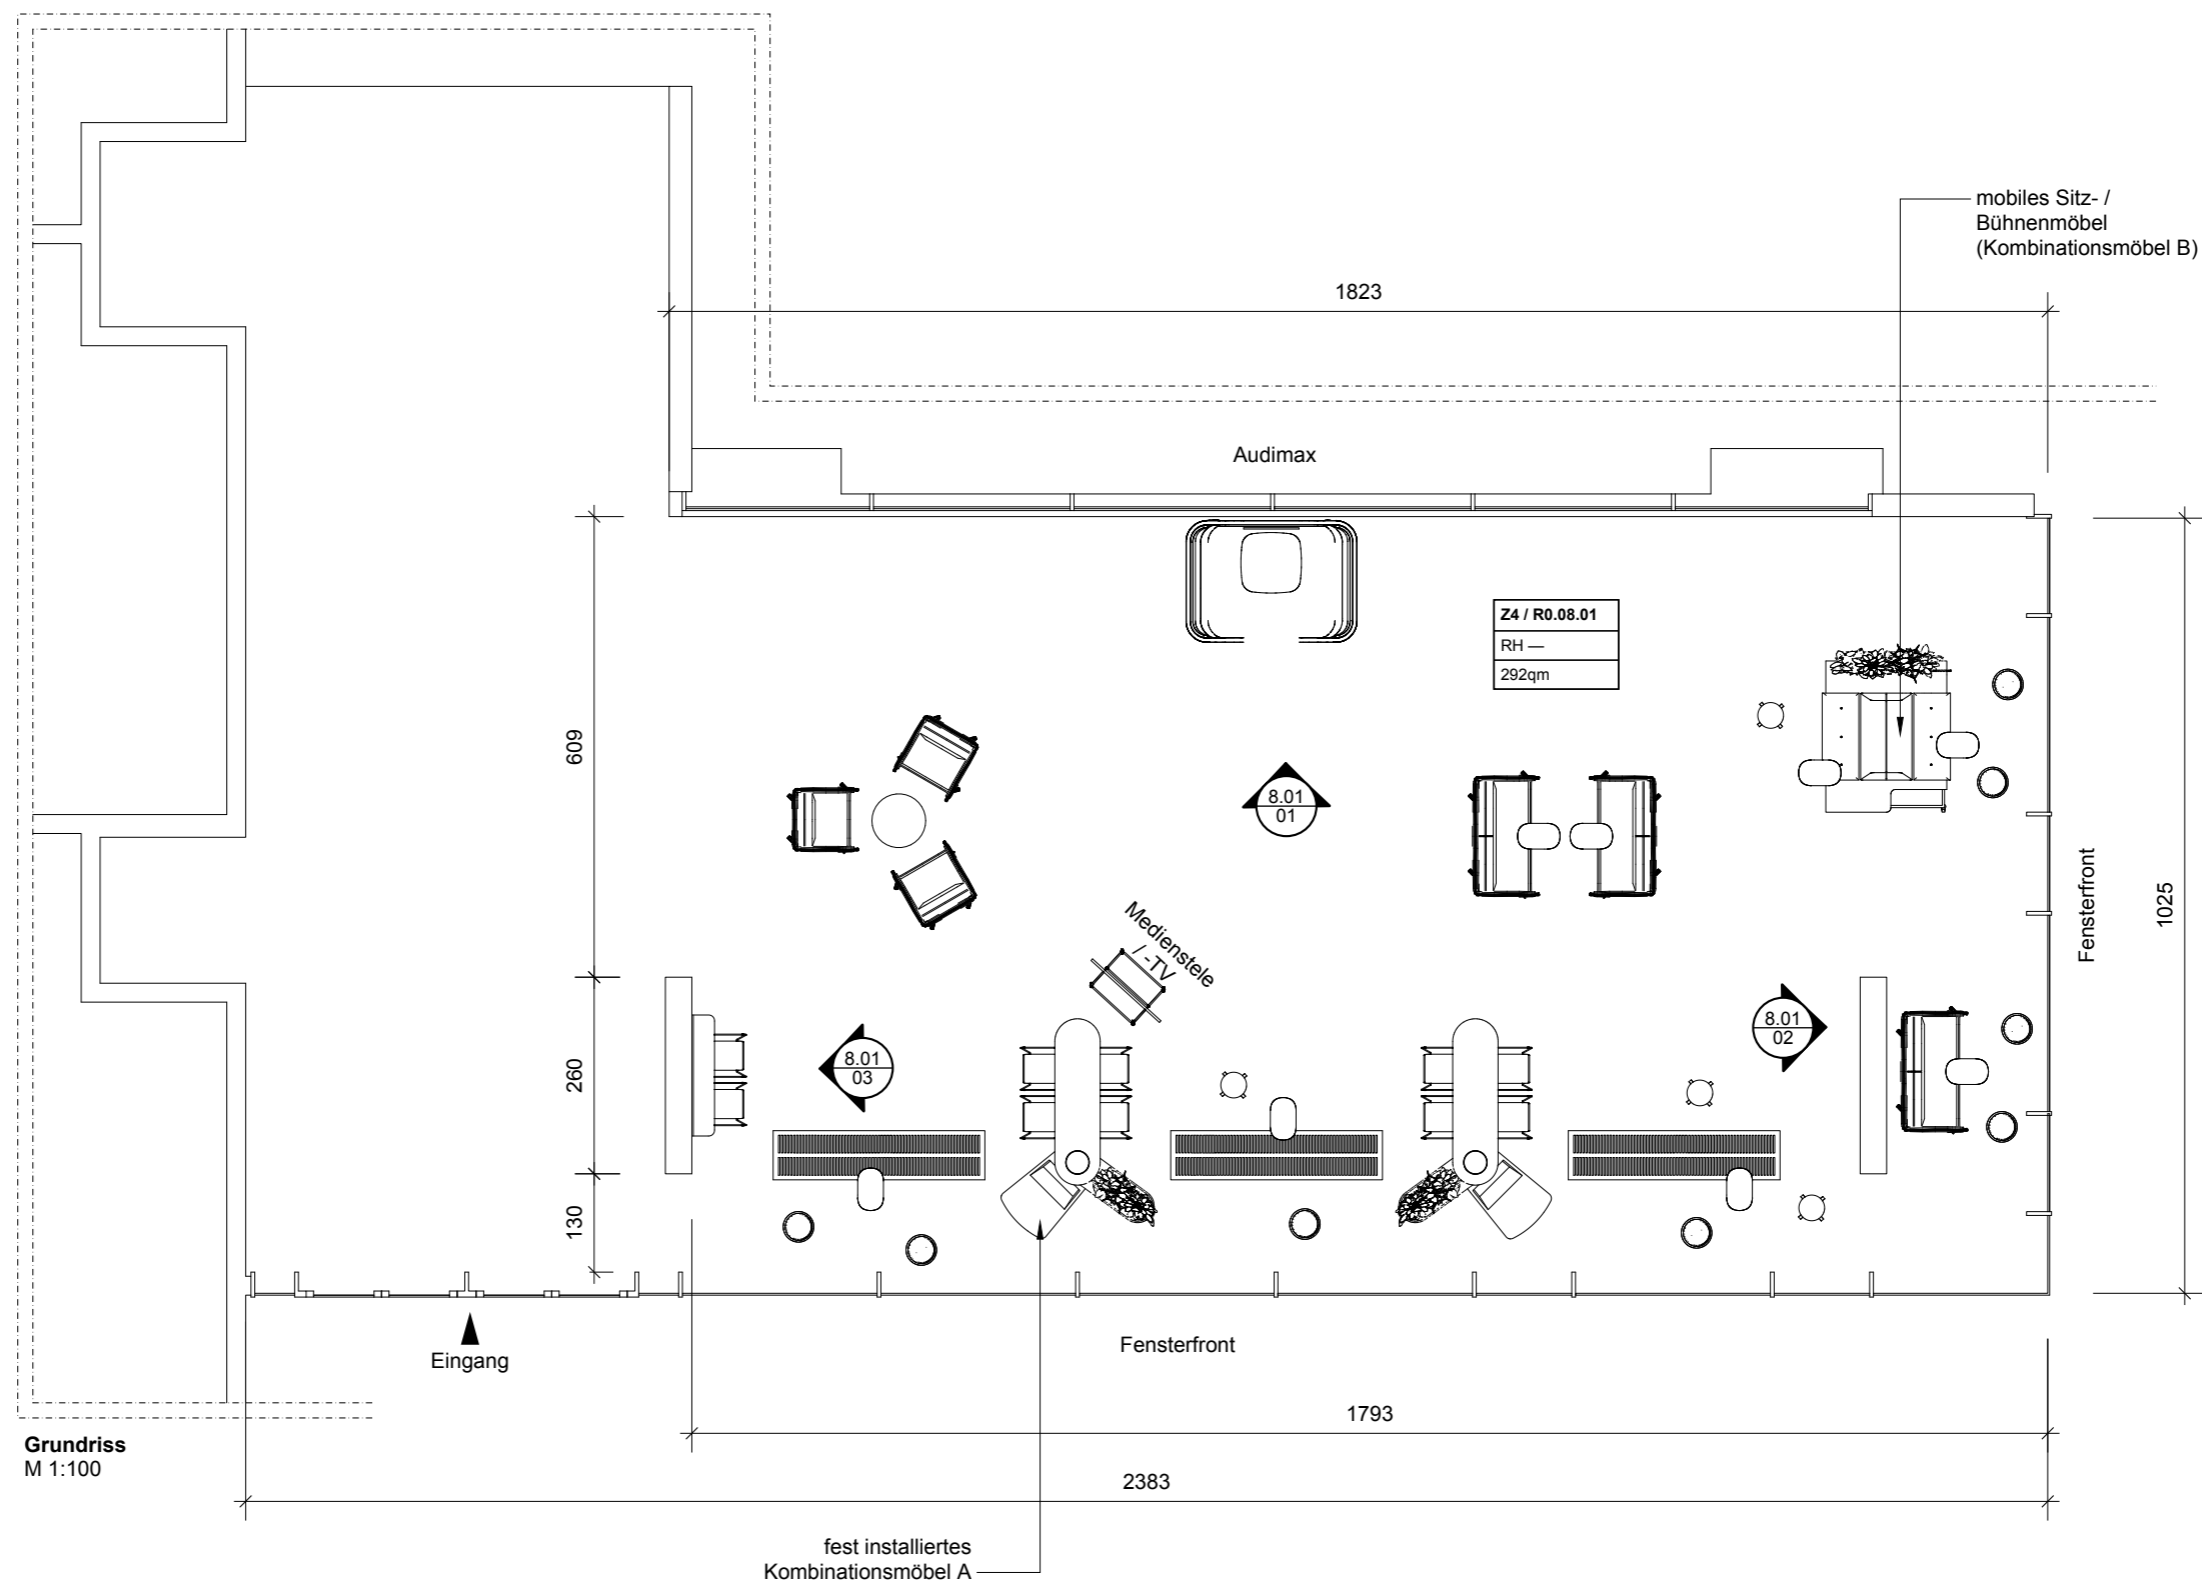 mobiles Sitz- /
Bühnenmöbel
(Kombinationsmöbel B)
1823
Audimax
Z4 / R0.08.01
RH —
292qm
609
8.01
01
Fensterfront
1025
Medienstele
/ -TV
8.01
02
8.01
03
260
130
Eingang
Fensterfront
1793
Grundriss
M 1:100
2383
fest installiertes
Kombinationsmöbel A